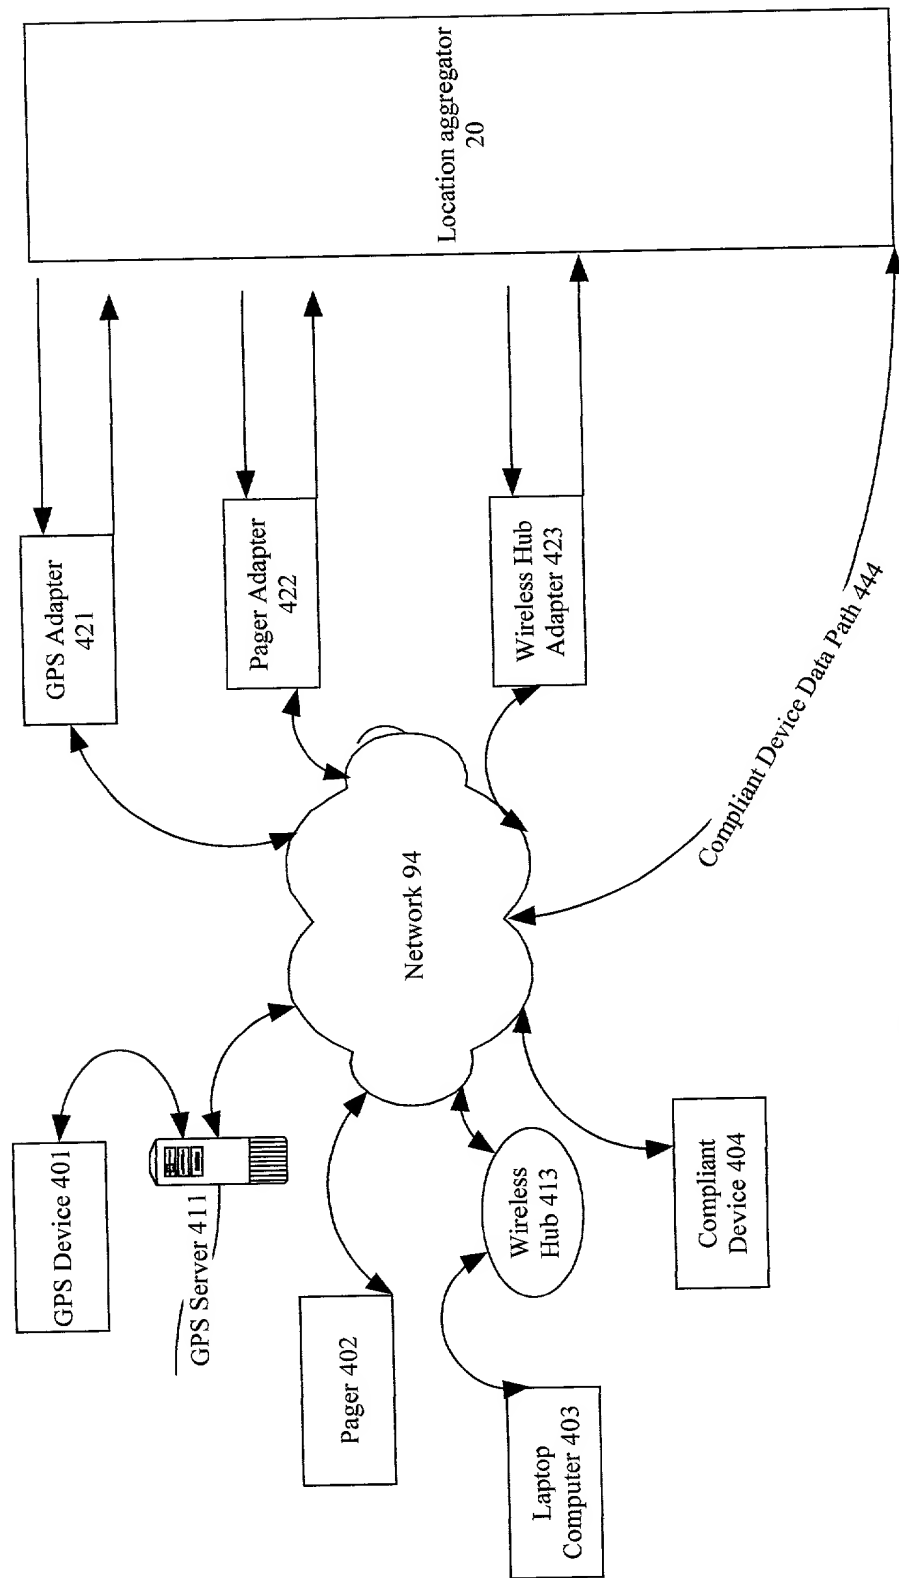 GPS Device 401
GPS Server 411
Pager 402
Laptop
Computer 403
Wireless
Hub 413
Compliant
Device 404
Network 94
GPS Adapter
421
Pager Adapter
422
Wireless Hub
Adapter 423
Compliant Device Data Path 444
Location aggregator
20